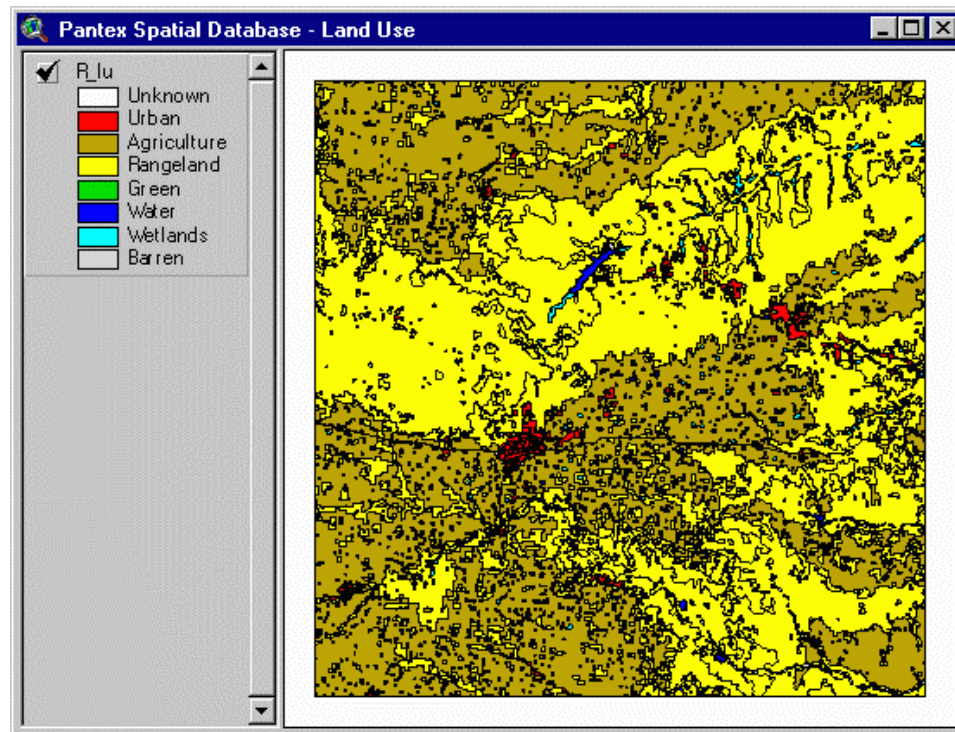 Pantex Spatial Database - Land Use
R_lu
Unknown
Urban
Agriculture
Rangeland
Green
Water
Wetlands
Barren